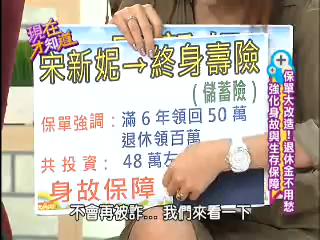 現在才知道
宋新妮→終身壽險
(儲蓄險)
保單強調:滿6年領回50萬
退休領百萬
共投資:48萬左
身故保障
保單大改造!退休金不用愁
強化身故與生存保障
不會再被詐... 我們來看一下